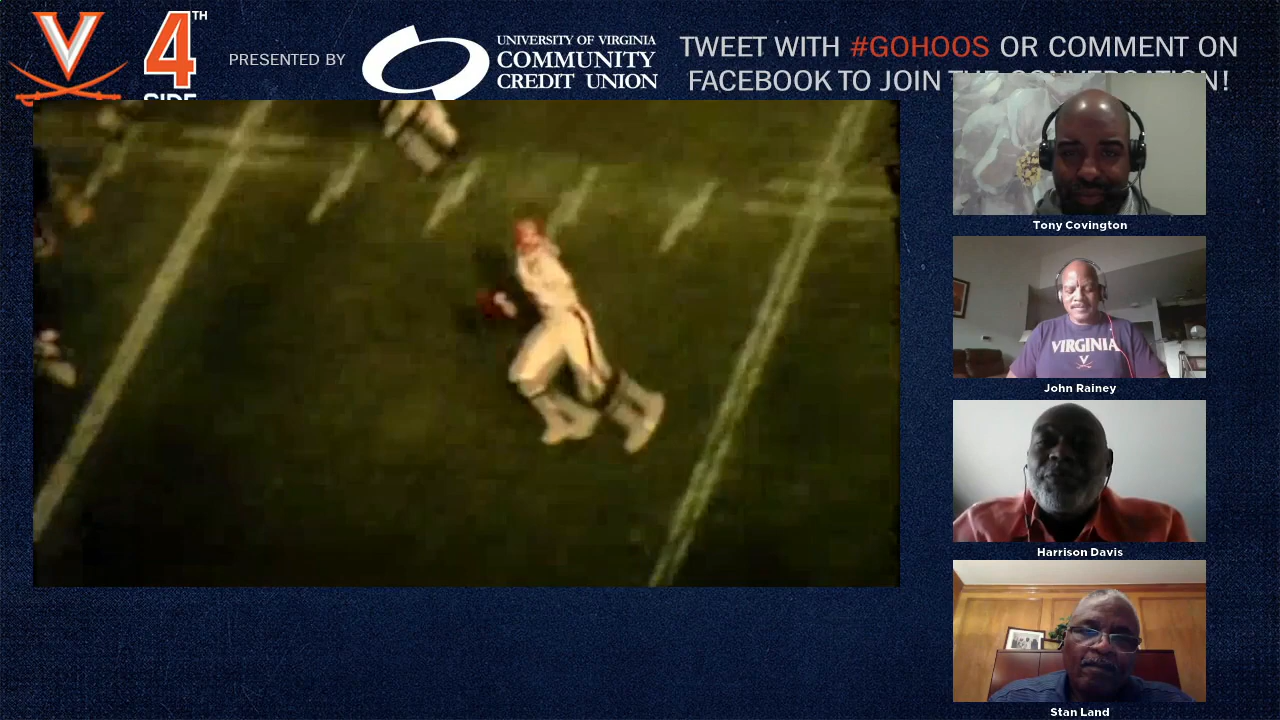 4TH
SIDE
PRESENTED BY
UNIVERSITY OF VIRGINIA
COMMUNITY
CREDIT UNION
TWEET WITH #GOHOOS OR COMMENT ON
FACEBOOK TO JOIN THE CONVERSATION!
Tony Covington
VIRGINIA
John Rainey
Harrison Davis
Stan Land